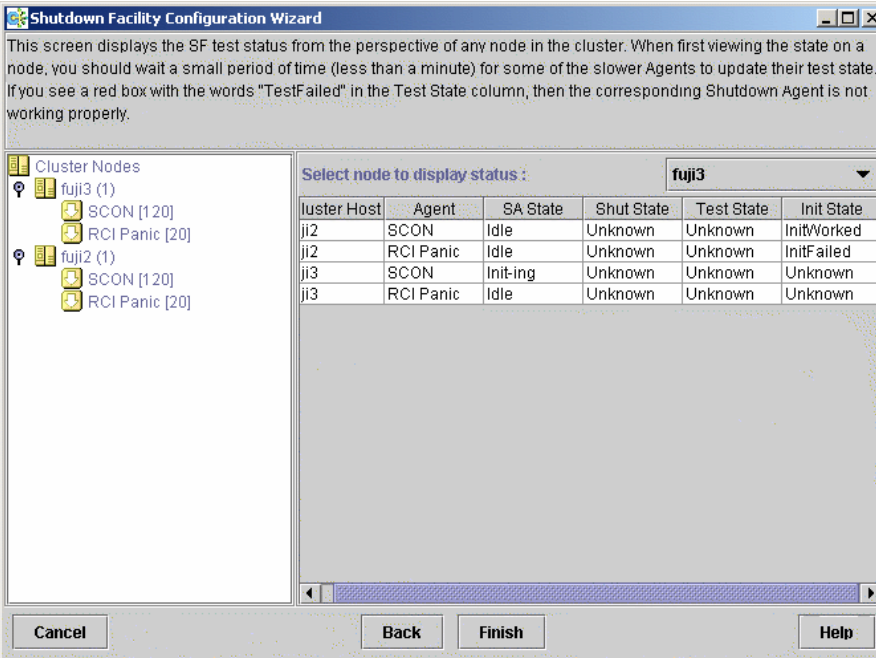 Shutdown Facility Configuration Wizard
This screen displays the SF test status from the perspective of any node in the cluster. When first viewing the state on a
node, you should wait a small period of time (less than a minute) for some of the slower Agents to update their test state.
If you see a red box with the words "TestFailed" in the Test State column, then the corresponding Shutdown Agent is not
working properly.
Cluster Nodes
fuji3 (1)
SCON [120]
RCI Panic [20]
fuji2 (1)
SCON [120]
RCI Panic [20]
Select node to display status :
fuji3
luster Host Agent SA State Shut State Test State Init State
ji2 SCON Idle Unknown Unknown InitWorked
ji2 RCI Panic Idle Unknown Unknown InitFailed
ji3 SCON Init-ing Unknown Unknown Unknown
ji3 RCI Panic Idle Unknown Unknown Unknown
Cancel Back Finish Help